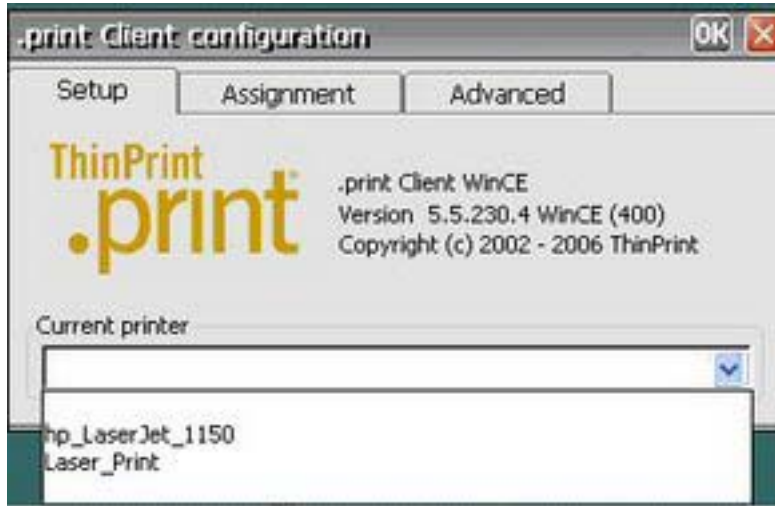 .print Client configuration
OK
Setup
Assignment
Advanced
ThinPrint
.print
.print Client WinCE
Version 5.5.230.4 WinCE (400)
Copyright (c) 2002 - 2006 ThinPrint
Current printer
hp_LaserJet_1150
Laser_Print